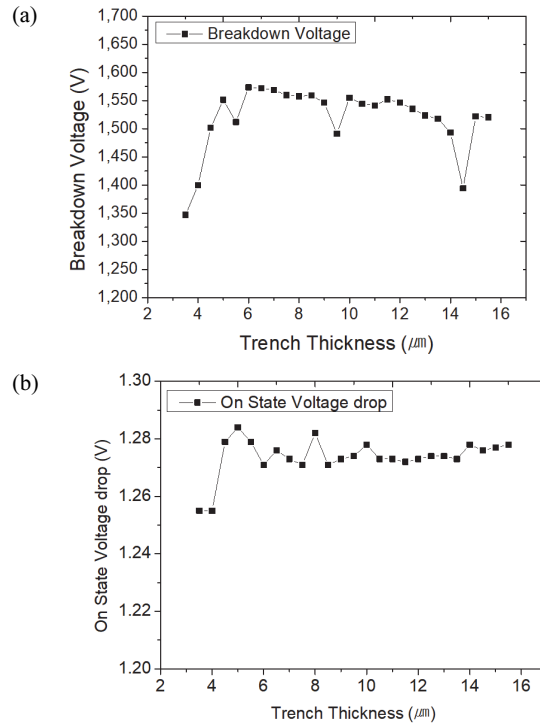 (a)
1,700
1,650
1,600
1,550
1,500
1,450
1,400
1,350
1,300
1,250
1,200
Breakdown Voltage (V)
Breakdown Voltage
2 4 6 8 10 12 14 16
Trench Thickness (㎛)
(b)
1.30
1.28
1.26
1.24
1.22
1.20
On State Voltage drop (V)
On State Voltage drop
2 4 6 8 10 12 14 16
Trench Thickness (㎛)